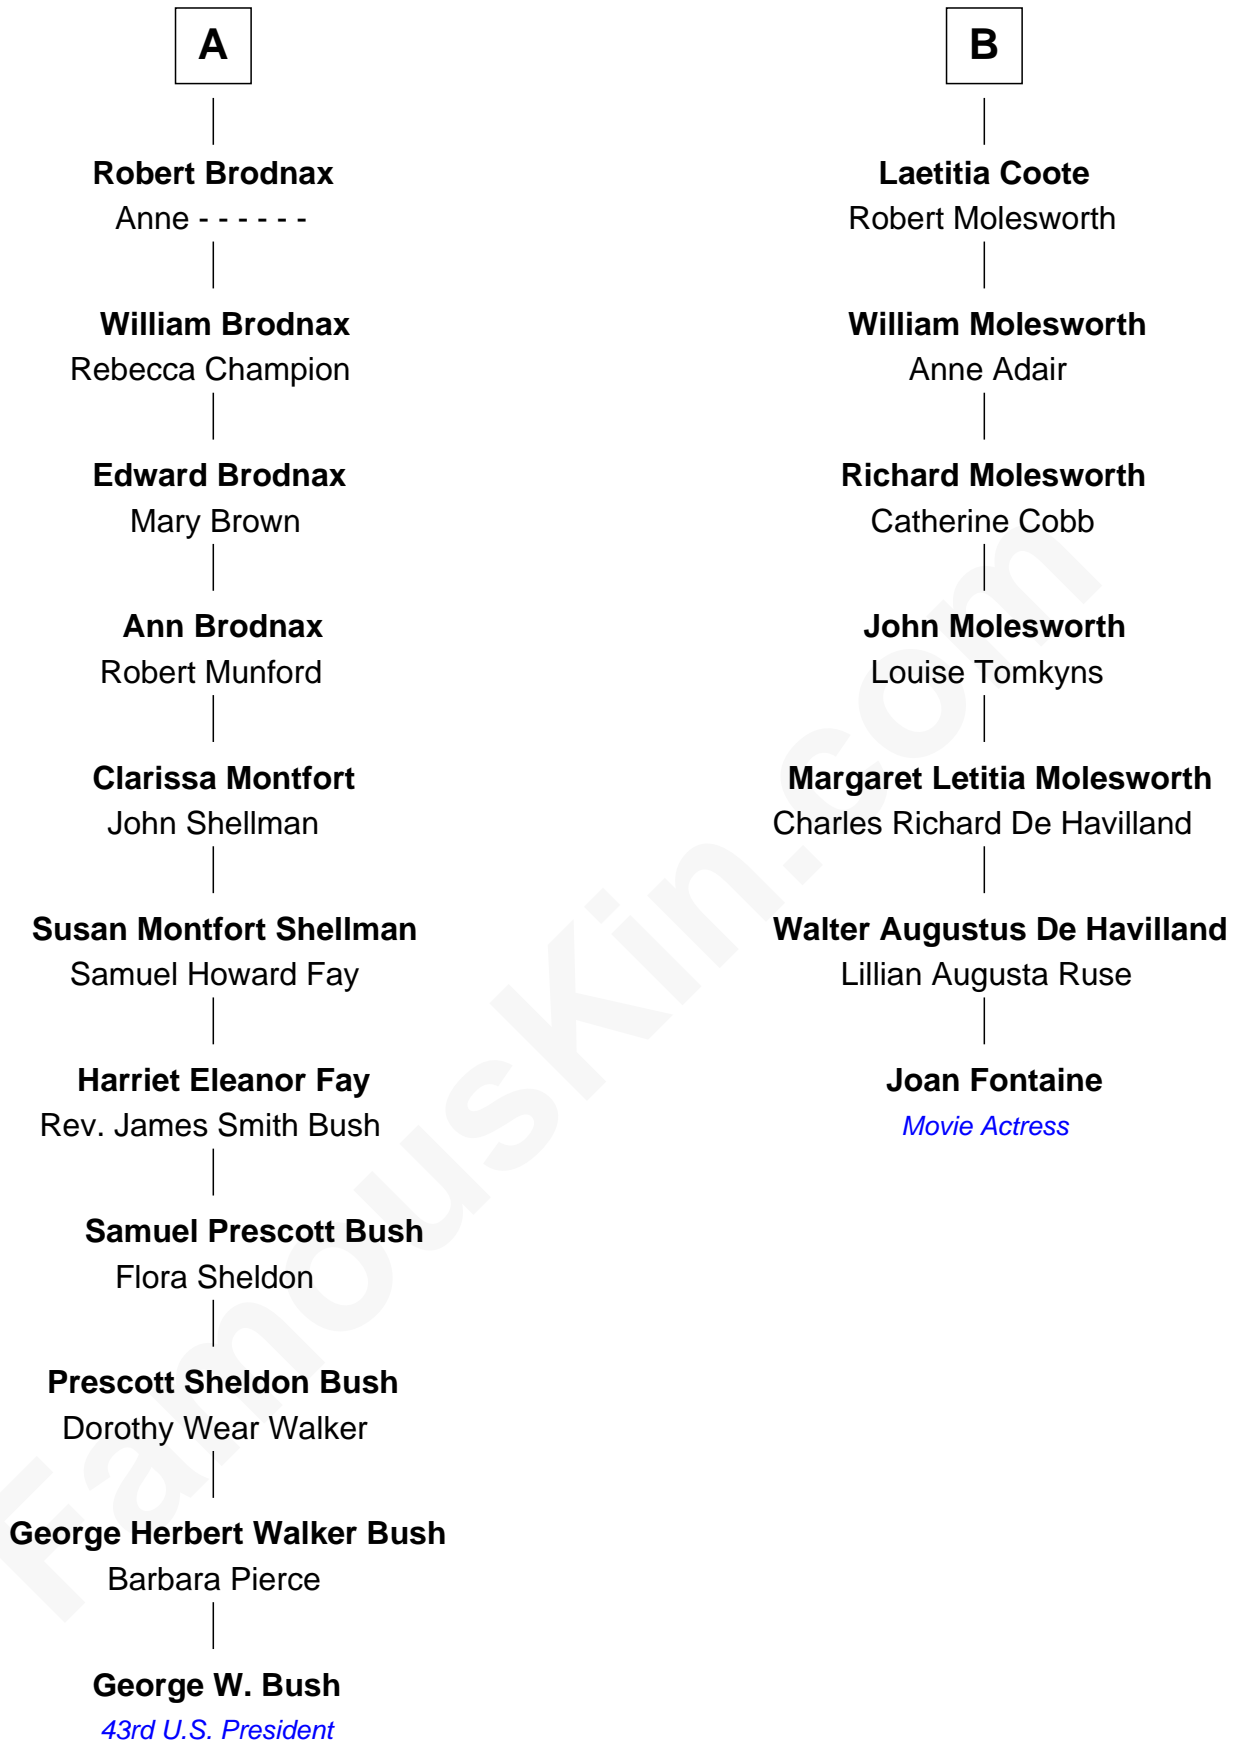 A
Robert Brodnax
Anne - - - - - -
William Brodnax
Rebecca Champion
Edward Brodnax
Mary Brown
Ann Brodnax
Robert Munford
Clarissa Montfort
John Shellman
Susan Montfort Shellman
Samuel Howard Fay
Harriet Eleanor Fay
Rev. James Smith Bush
Samuel Prescott Bush
Flora Sheldon
Prescott Sheldon Bush
Dorothy Wear Walker
George Herbert Walker Bush
Barbara Pierce
George W. Bush
43rd U.S. President
B
Laetitia Coote
Robert Molesworth
William Molesworth
Anne Adair
Richard Molesworth
Catherine Cobb
John Molesworth
Louise Tomkyns
Margaret Letitia Molesworth
Charles Richard De Havilland
Walter Augustus De Havilland
Lillian Augusta Ruse
Joan Fontaine
Movie Actress
FamousKin.com